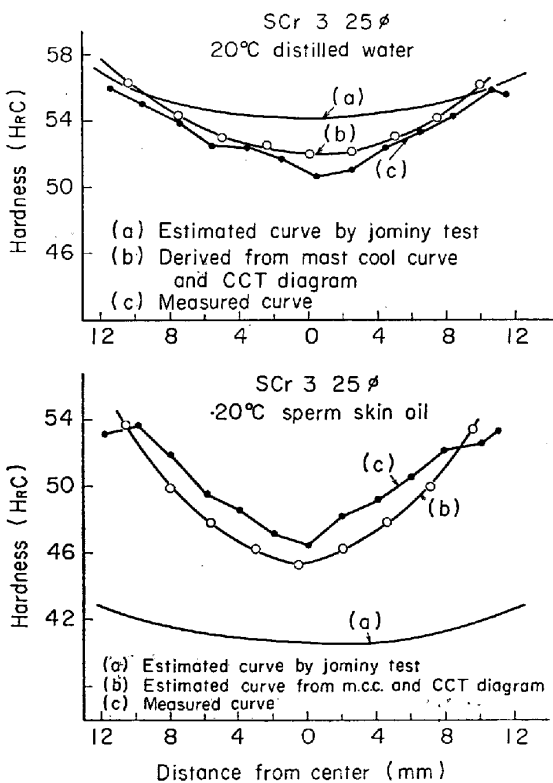 SCr 3 25 ø
20°C distilled water
58
54
50
46
Hardness (HRC)
(a)
(b)
(c)
(a) Estimated curve by jominy test
(b) Derived from mast cool curve
and CCT diagram
(c) Measured curve
12 8 4 0 4 8 12
SCr 3 25 ø
20°C sperm skin oil
54
50
46
42
Hardness (HRC)
(c)
(b)
(a)
(a) Estimated curve by jominy test
(b) Estimated curve from m.c.c. and CCT diagram
(c) Measured curve
12 8 4 0 4 8 12
Distance from center (mm)